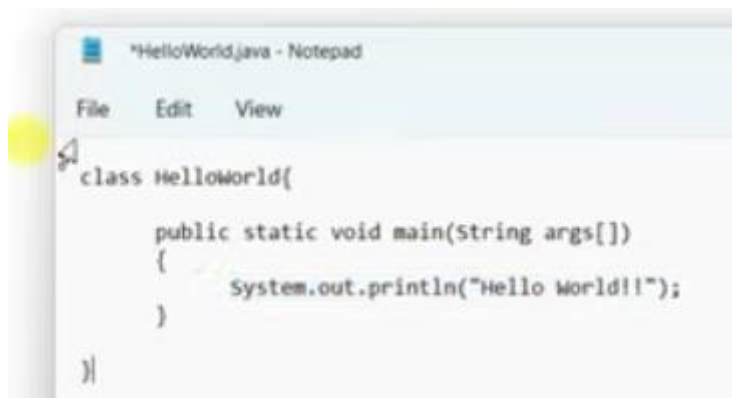 *HelloWorld.java - Notepad
File Edit View
class HelloWorld{
public static void main(String args[])
{
System.out.println("Hello World!!");
}
}